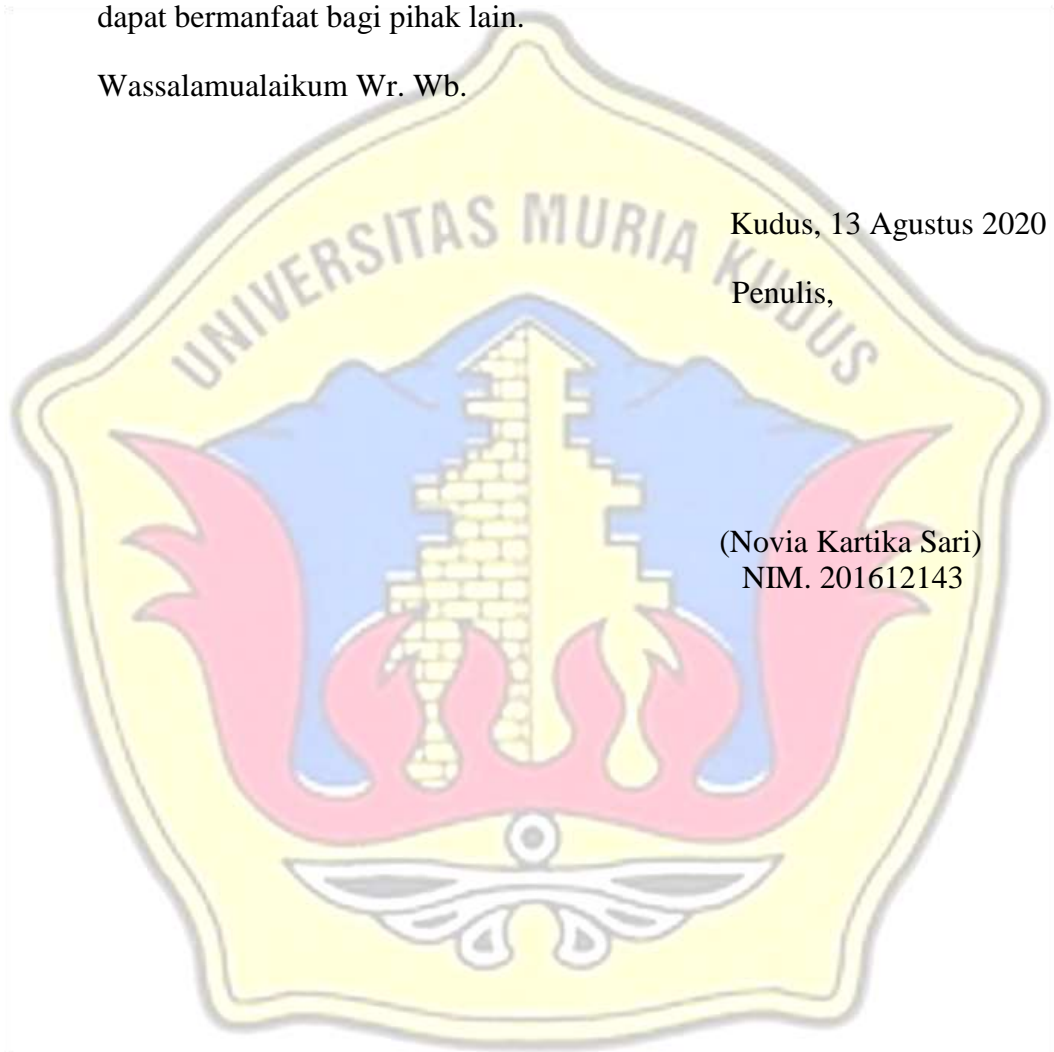 dapat bermanfaat bagi pihak lain.
Wassalamualaikum Wr. Wb.
UNIVERSITAS MURIA KUDUS
Kudus, 13 Agustus 2020
Penulis,
(Novia Kartika Sari)
NIM. 201612143